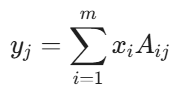 $y_j = \sum_{i=1}^{m} x_i A_{ij}$